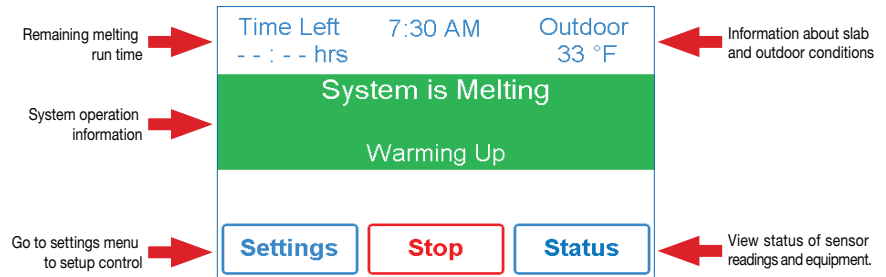 Remaining melting
run time
Time Left
- - : - - hrs
7:30 AM
Outdoor
33 °F
Information about slab
and outdoor conditions
System operation
information
System is Melting
Warming Up
Go to settings menu
to setup control
Settings
Stop
Status
View status of sensor
readings and equipment.